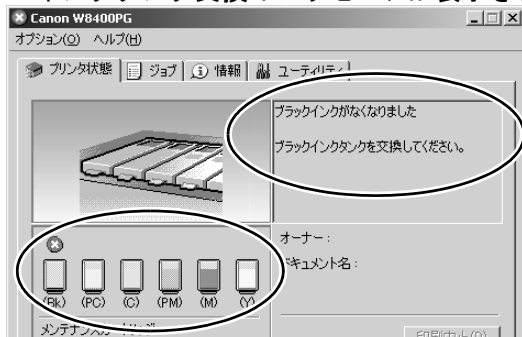 Canon W8400PG
オプション(O) ヘルプ(H)
プリンタ状態 ジョブ 情報 ユーティリティ
ブラックインクがなくなりました
ブラックインクタンクを交換してください。
オーナー:
ドキュメント名:
(Bk) (PC) (C) (PM) (M) (Y)